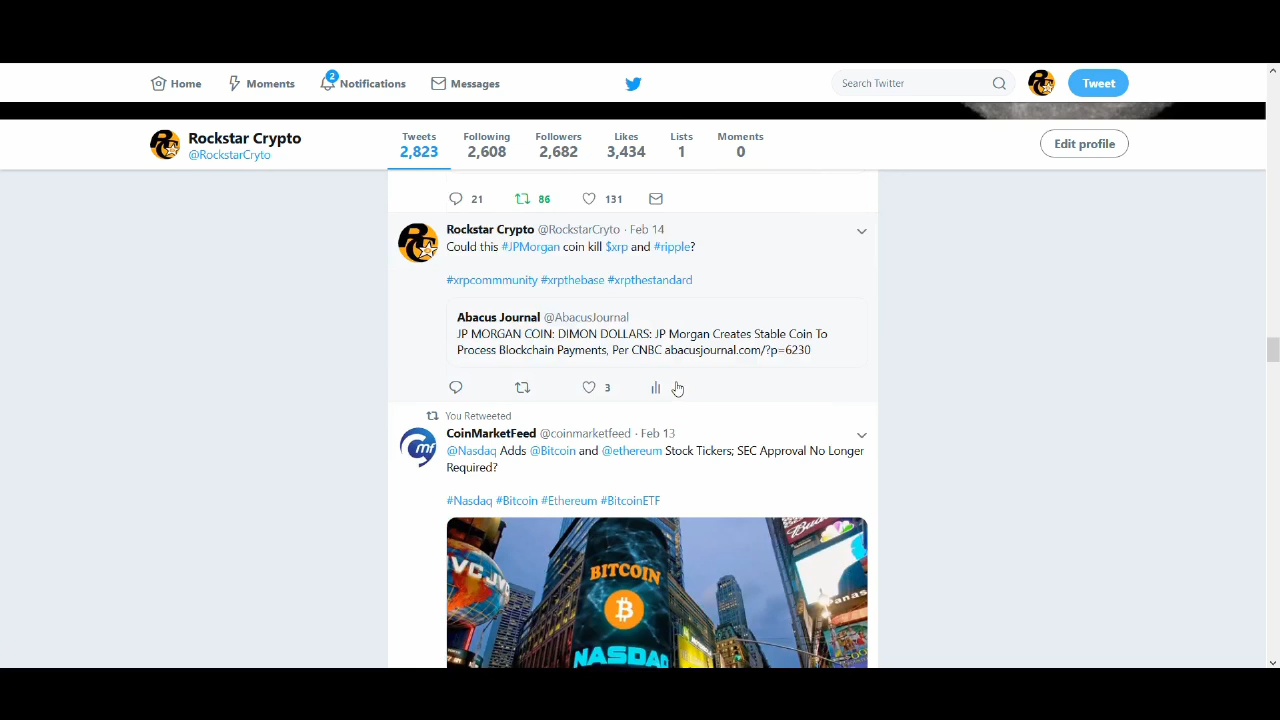 Home
Moments
2
Notifications
Messages
Search Twitter
Tweet
Rockstar Crypto
@RockstarCryto
Tweets
2,823
Following
2,608
Followers
2,682
Likes
3,434
Lists
1
Moments
0
Edit profile
21
86
131
Rockstar Crypto @RockstarCryto · Feb 14
Could this #JPMorgan coin kill $xrp and #ripple?
#xrpcommmunity #xrpthebase #xrpthestandard
Abacus Journal @AbacusJournal
JP MORGAN COIN: DIMON DOLLARS: JP Morgan Creates Stable Coin To
Process Blockchain Payments, Per CNBC abacusjournal.com/?p=6230
3
You Retweeted
CoinMarketFeed @coinmarketfeed · Feb 13
@Nasdaq Adds @Bitcoin and @ethereum Stock Tickers; SEC Approval No Longer
Required?
#Nasdaq #Bitcoin #Ethereum #BitcoinETF
BITCOIN
NASDAQ
JVC